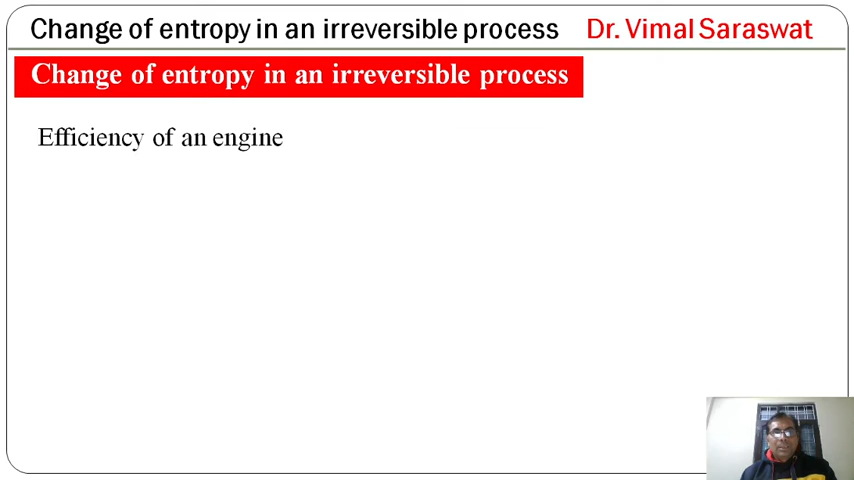 Change of entropy in an irreversible process Dr. Vimal Saraswat
Change of entropy in an irreversible process
Efficiency of an engine